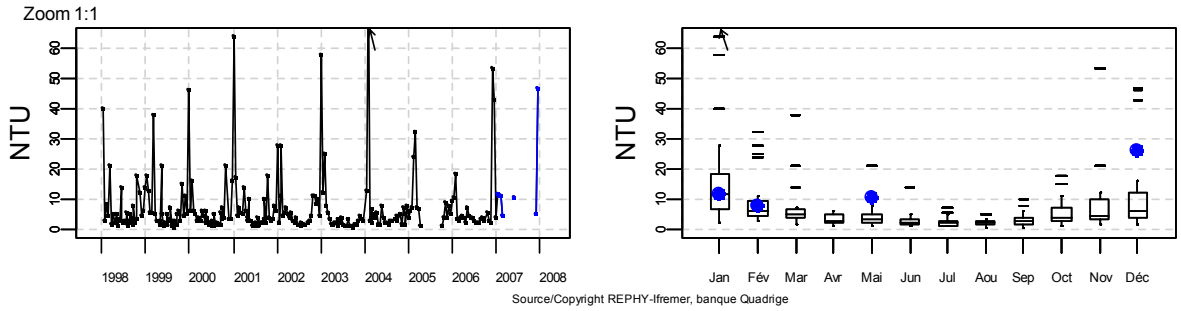 Zoom 1:1
NTU
60
50
40
30
20
10
0
1998 1999 2000 2001 2002 2003 2004 2005 2006 2007 2008
NTU
60
50
40
30
20
10
0
Jan Fév Mar Avr Mai Jun Jul Aou Sep Oct Nov Déc
Source/Copyright REPHY-Ifremer, banque Quadrige